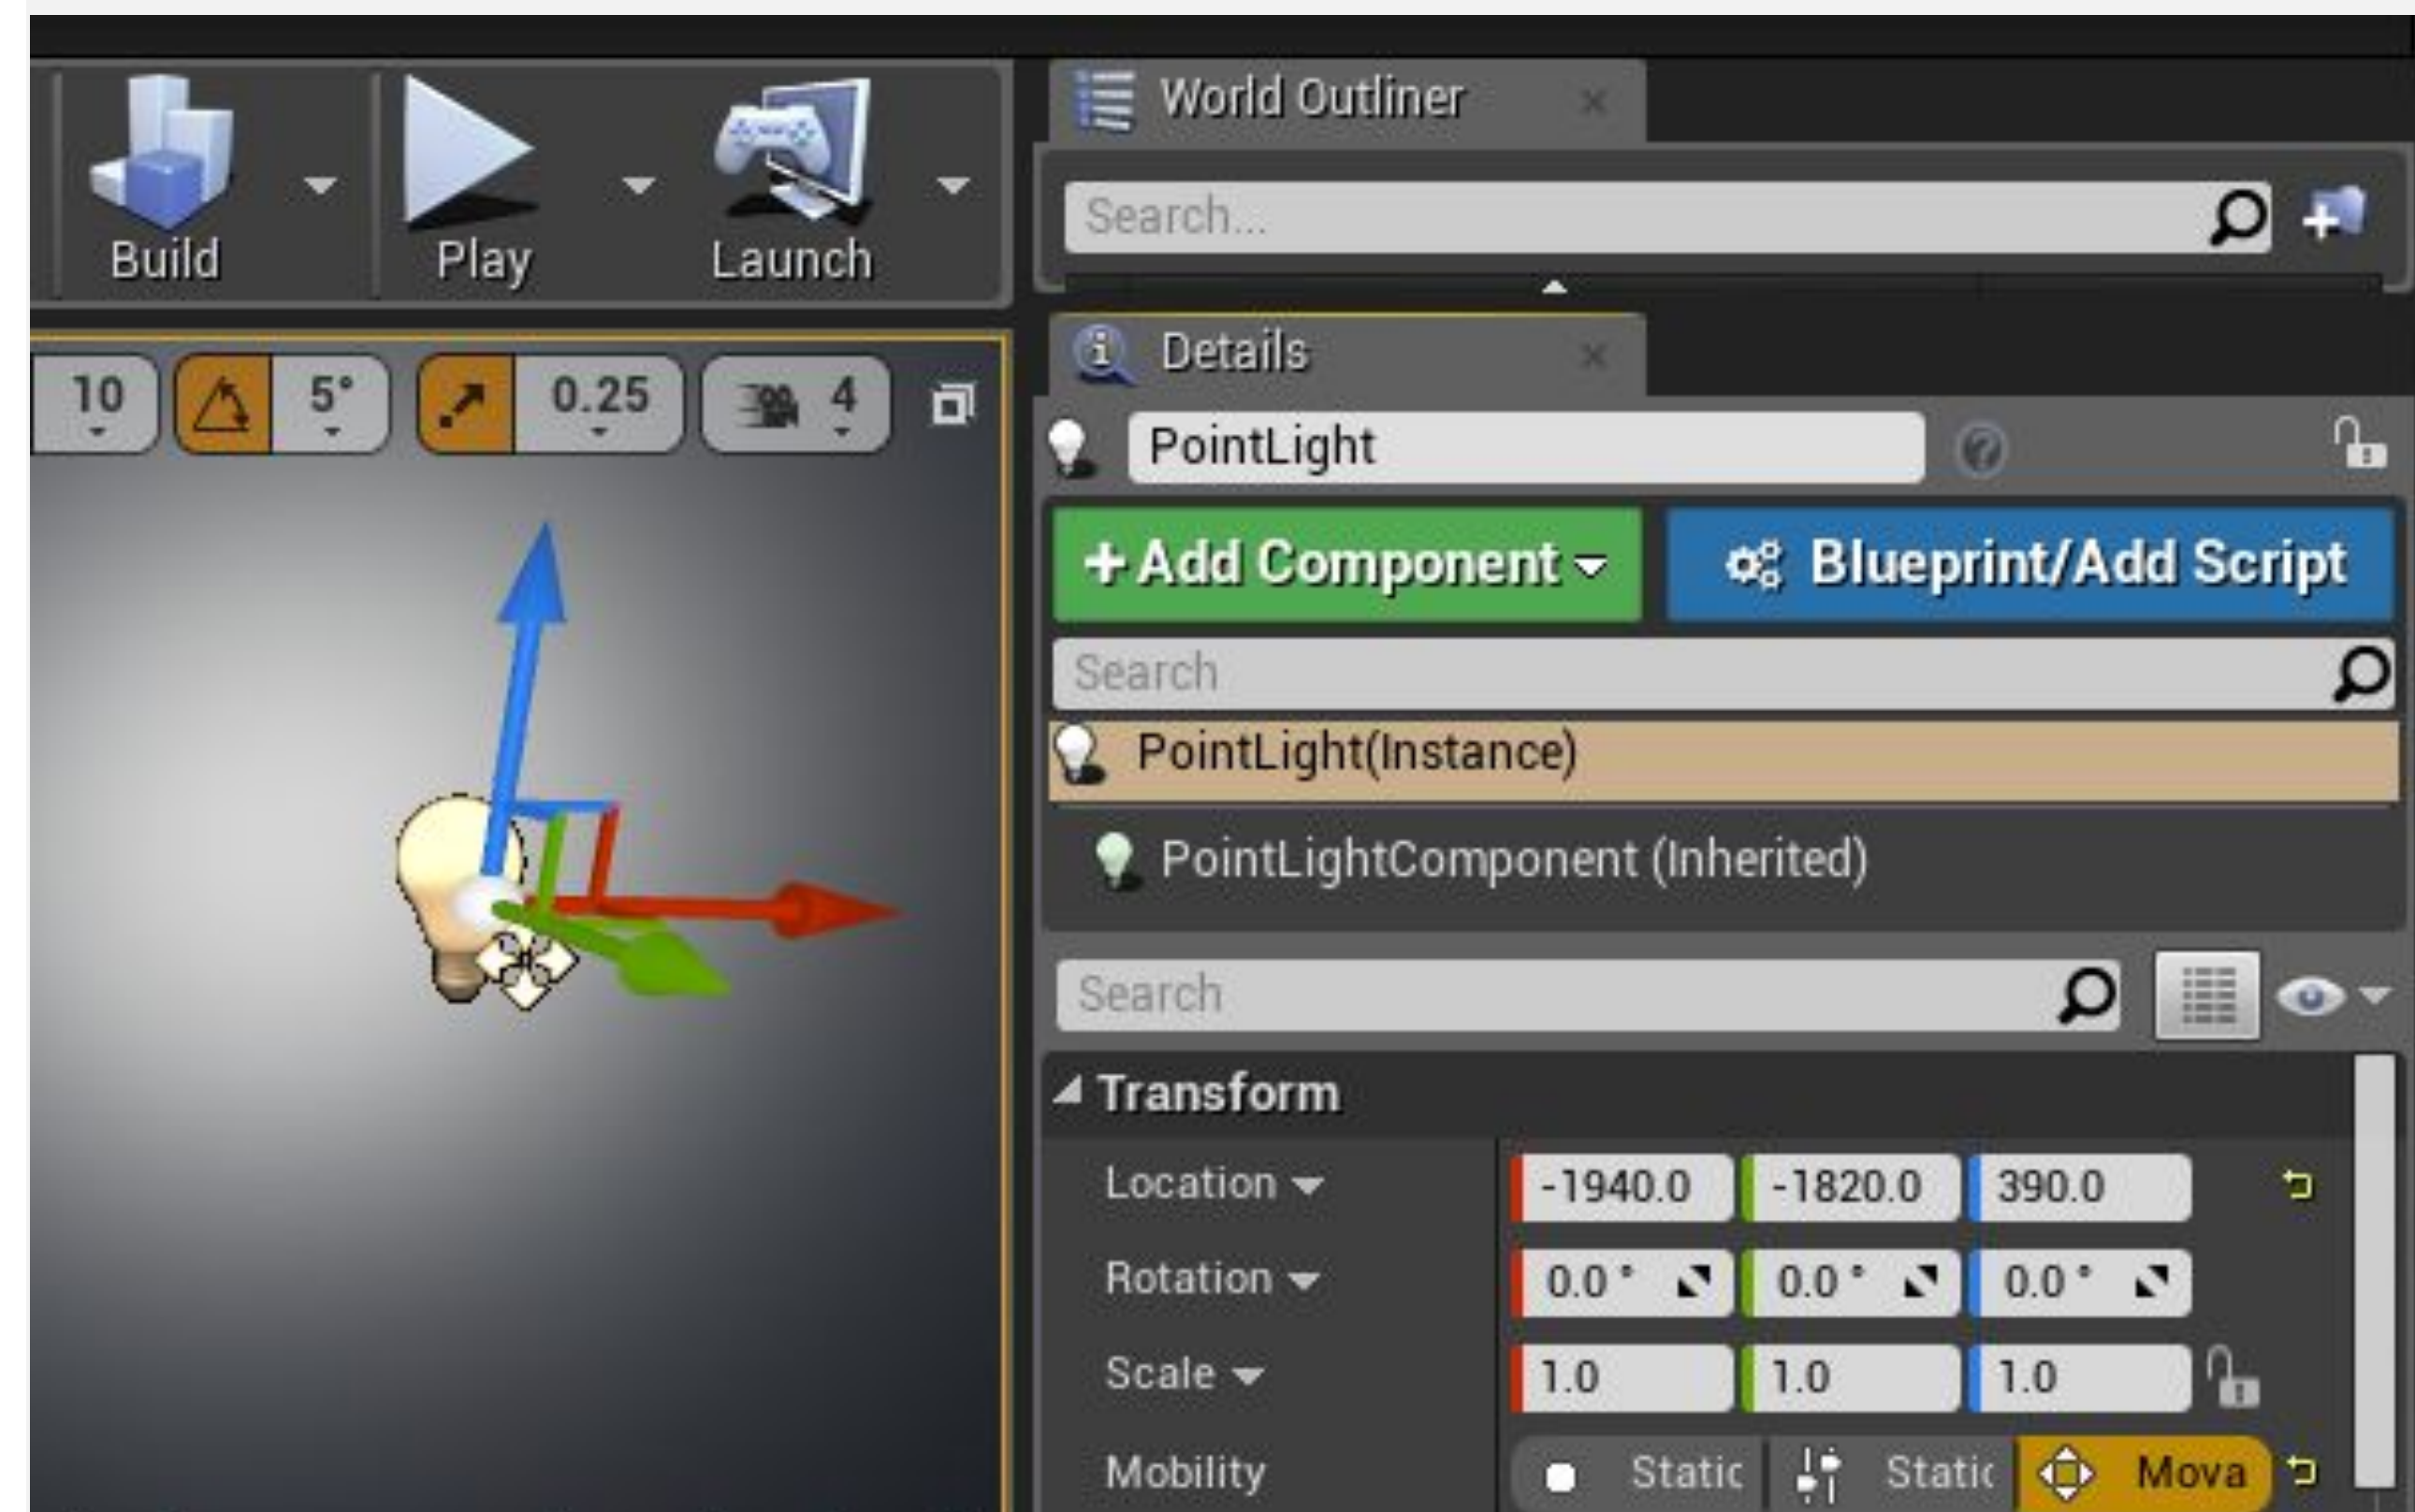 Build
Play
Launch
World Outliner
Search...
10
5°
0.25
4
Details
PointLight
+ Add Component
Blueprint/Add Script
Search
PointLight(Instance)
PointLightComponent (Inherited)
Search
Transform
Location -1940.0 -1820.0 390.0
Rotation 0.0 ° 0.0 ° 0.0 °
Scale 1.0 1.0 1.0
Mobility Static Static Mova